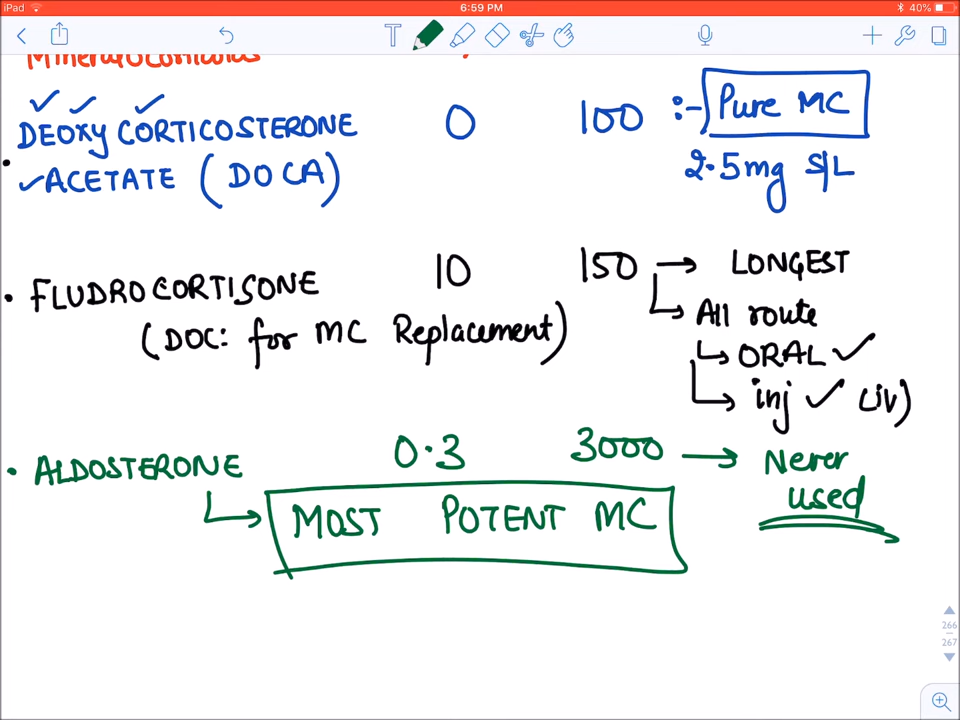 iPad 6:59 PM 40%
T
Mineralocorticoids
DEOXY CORTICOSTERONE 0 100 :- Pure MC
ACETATE (DOCA) 2.5mg S/L
• FLUDROCORTISONE 10 150 → LONGEST
(DOC: for MC Replacement) All route
ORAL ✓
inj ✓ (iv)
• ALDOSTERONE 0.3 3000 → Never
used
MOST POTENT MC
266
267